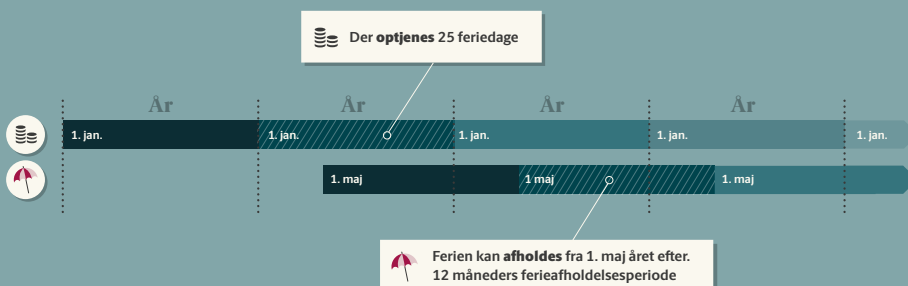 Der optjenes 25 feriedage
År
År
År
År
1. jan.
1. jan.
1. jan.
1. jan.
1. jan.
1. maj
1 maj
1. maj
Ferien kan afholdes fra 1. maj året efter.
12 måneders ferieafholdelsesperiode